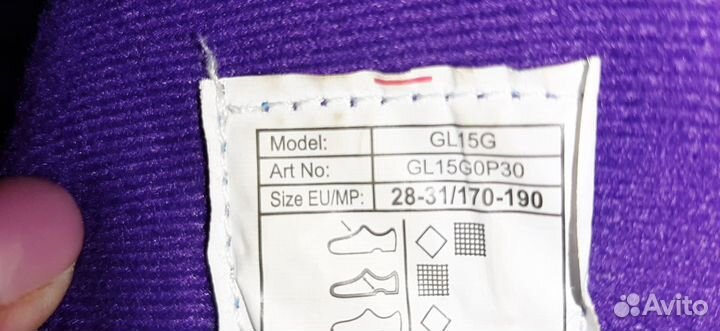 Model: GL15G
Art No: GL15G0P30
Size EU/MP: 28-31/170-190
Avito